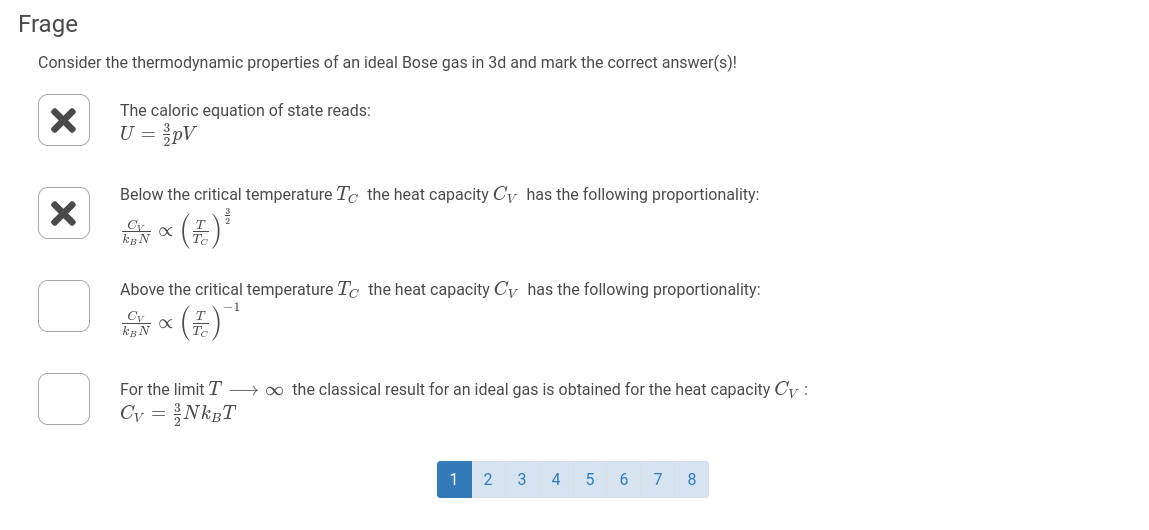 Frage
Consider the thermodynamic properties of an ideal Bose gas in 3d and mark the correct answer(s)!
The caloric equation of state reads:
$U = \frac{3}{2}pV$
Below the critical temperature $T_C$ the heat capacity $C_V$ has the following proportionality:
$\frac{C_V}{k_B N} \propto \left(\frac{T}{T_C}\right)^{\frac{3}{2}}$
Above the critical temperature $T_C$ the heat capacity $C_V$ has the following proportionality:
$\frac{C_V}{k_B N} \propto \left(\frac{T}{T_C}\right)^{-1}$
For the limit $T \longrightarrow \infty$ the classical result for an ideal gas is obtained for the heat capacity $C_V$ :
$C_V = \frac{3}{2}Nk_BT$
1 2 3 4 5 6 7 8